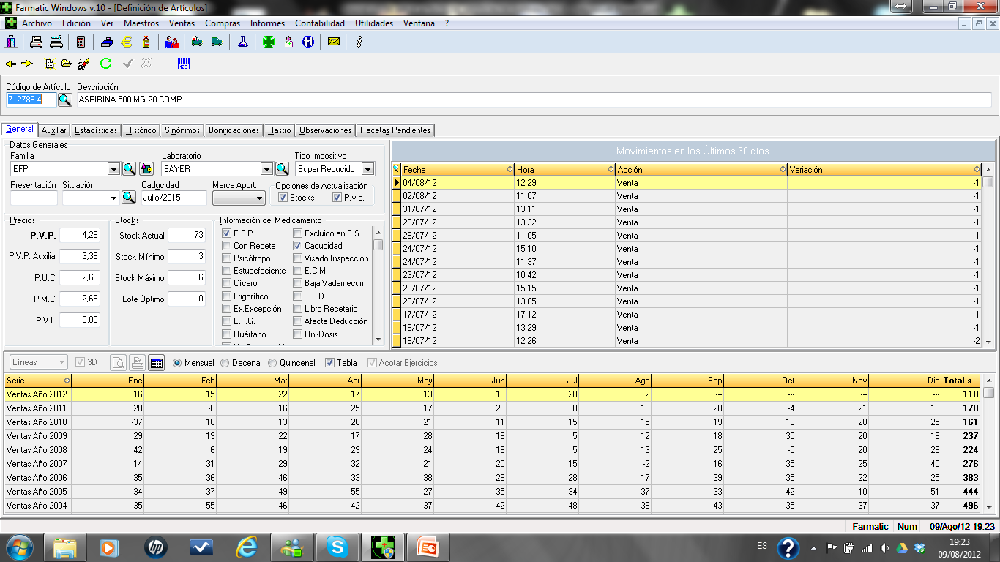 Farmatic Windows v.10 - [Definición de Artículos]
Archivo Edición Ver Maestros Ventas Compras Informes Contabilidad Utilidades Ventana ?
123
Código de Artículo Descripción
712786.4 ASPIRINA 500 MG 20 COMP
General Auxiliar Estadísticas Histórico Sinónimos Bonificaciones Rastro Observaciones Recetas Pendientes
Datos Generales
Familia Laboratorio Tipo Impositivo
EFP BAYER Super Reducido
Presentación Situación Caducidad Marca Aport. Opciones de Actualización
Julio/2015 Stocks P.v.p.
Precios
P.V.P. 4,29
P.V.P. Auxiliar 3,36
P.U.C. 2,66
P.M.C. 2,66
P.V.L. 0,00
Stocks
Stock Actual 73
Stock Mínimo 3
Stock Máximo 6
Lote Óptimo 0
Información del Medicamento
E.F.P. Excluido en S.S.
Con Receta Caducidad
Psicótropo Visado Inspección
Estupefaciente E.C.M.
Cícero Baja Vademecum
Frigorífico T.L.D.
Ex.Excepción Libro Recetario
E.F.G. Afecta Deducción
Huérfano Uni-Dosis
Movimientos en los Últimos 30 días
Fecha Hora Acción Variación
04/08/12 12:29 Venta -1
02/08/12 11:07 Venta -1
31/07/12 13:11 Venta -1
28/07/12 13:32 Venta -1
28/07/12 11:05 Venta -1
24/07/12 15:10 Venta -1
24/07/12 11:37 Venta -1
23/07/12 10:42 Venta -1
20/07/12 15:15 Venta -1
20/07/12 13:05 Venta -1
17/07/12 17:12 Venta -1
16/07/12 13:29 Venta -1
16/07/12 12:26 Venta -2
Líneas 3D Mensual Decenal Quincenal Tabla Acotar Ejercicios
Serie Ene Feb Mar Abr May Jun Jul Ago Sep Oct Nov Dic Total s...
Ventas Año:2012 16 15 22 17 13 13 20 2 --- --- --- --- 118
Ventas Año:2011 20 -8 16 25 17 20 8 16 20 -4 21 19 170
Ventas Año:2010 -37 18 13 20 21 11 15 15 19 13 28 25 161
Ventas Año:2009 29 19 22 17 28 18 5 12 18 30 20 19 237
Ventas Año:2008 42 6 19 29 24 18 5 13 25 -5 20 28 224
Ventas Año:2007 14 31 29 32 21 20 15 -2 16 35 25 40 276
Ventas Año:2006 35 36 46 33 38 29 28 17 39 35 22 25 383
Ventas Año:2005 34 37 49 55 27 35 34 37 33 42 10 51 444
Ventas Año:2004 35 55 46 42 37 42 48 39 43 35 37 37 496
Farmatic Num 09/Ago/12 19:23
ES 19:23
09/08/2012